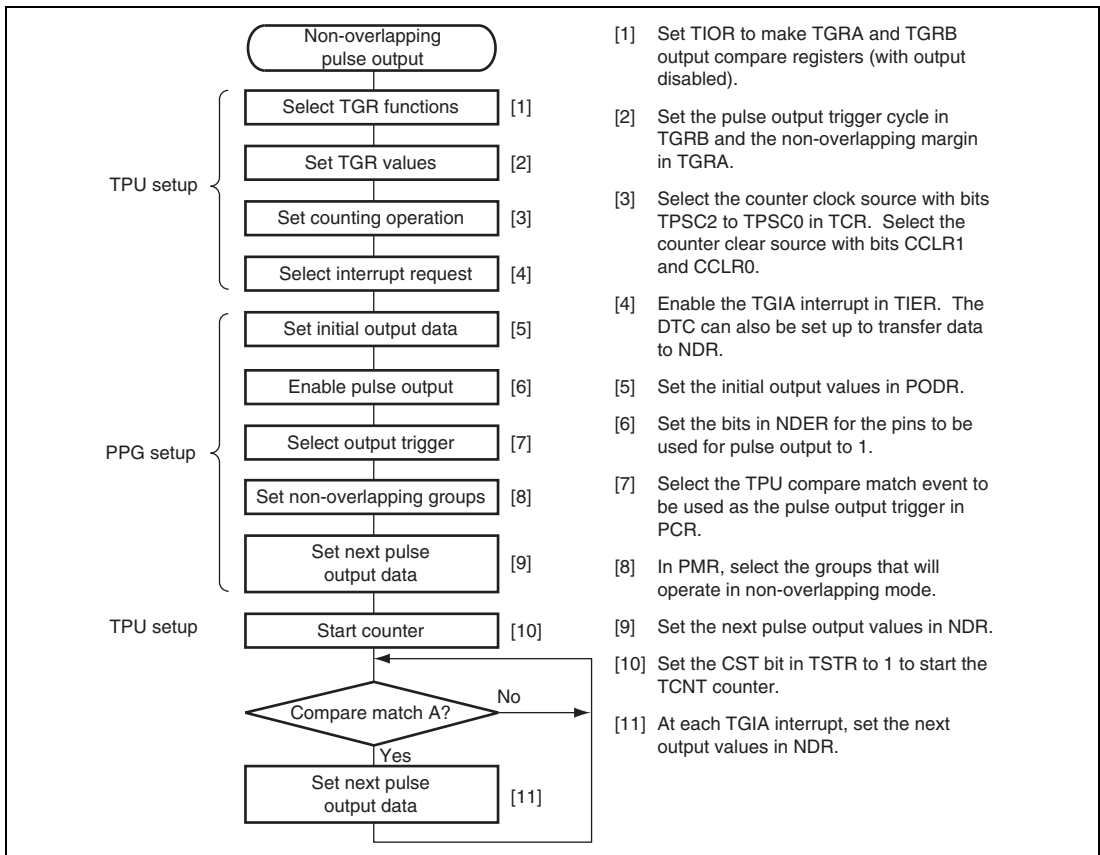 Non-overlapping
pulse output
TPU setup
Select TGR functions [1]
Set TGR values [2]
Set counting operation [3]
Select interrupt request [4]
PPG setup
Set initial output data [5]
Enable pulse output [6]
Select output trigger [7]
Set non-overlapping groups [8]
Set next pulse
output data [9]
TPU setup
Start counter [10]
Compare match A?
No
Yes
Set next pulse
output data [11]
[1] Set TIOR to make TGRA and TGRB
output compare registers (with output
disabled).
[2] Set the pulse output trigger cycle in
TGRB and the non-overlapping margin
in TGRA.
[3] Select the counter clock source with bits
TPSC2 to TPSC0 in TCR. Select the
counter clear source with bits CCLR1
and CCLR0.
[4] Enable the TGIA interrupt in TIER. The
DTC can also be set up to transfer data
to NDR.
[5] Set the initial output values in PODR.
[6] Set the bits in NDER for the pins to be
used for pulse output to 1.
[7] Select the TPU compare match event to
be used as the pulse output trigger in
PCR.
[8] In PMR, select the groups that will
operate in non-overlapping mode.
[9] Set the next pulse output values in NDR.
[10] Set the CST bit in TSTR to 1 to start the
TCNT counter.
[11] At each TGIA interrupt, set the next
output values in NDR.